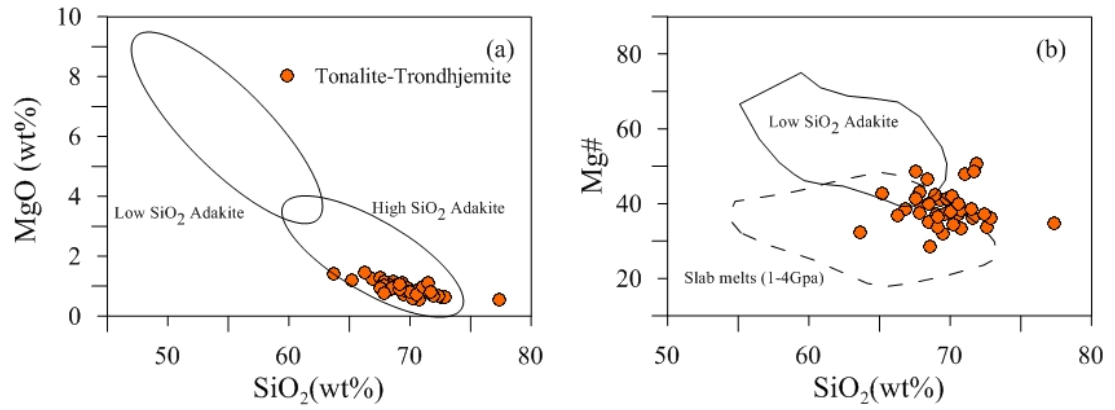 10
8
6
4
2
0
MgO (wt%)
(a)
Tonalite-Trondhjemite
Low SiO2 Adakite
High SiO2 Adakite
50
60
70
80
SiO2(wt%)
80
60
40
20
Mg#
(b)
Low SiO2 Adakite
Slab melts (1-4Gpa)
50
60
70
80
SiO2(wt%)